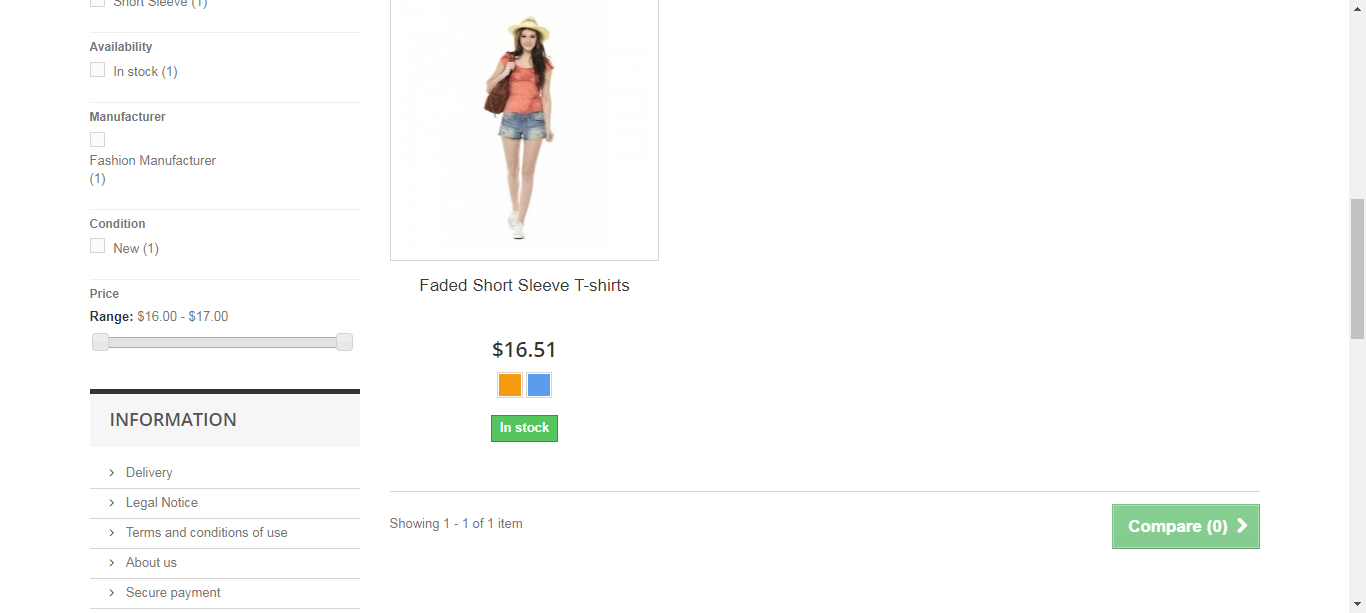 Short Sleeve (1)
Availability
In stock (1)
Manufacturer
Fashion Manufacturer
(1)
Condition
New (1)
Price
Range: $16.00 - $17.00
INFORMATION
Delivery
Legal Notice
Terms and conditions of use
About us
Secure payment
Faded Short Sleeve T-shirts
$16.51
In stock
Showing 1 - 1 of 1 item
Compare (0)